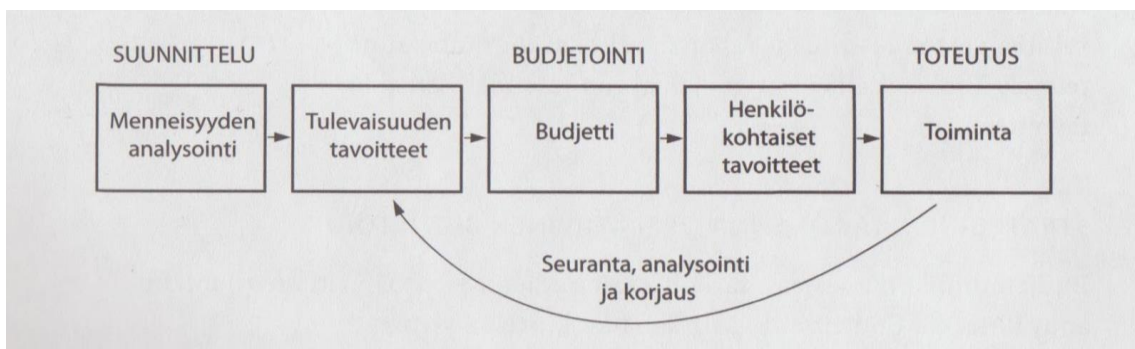 SUUNNITTELU
BUDJETOINTI
TOTEUTUS
Menneisyyden
analysointi
Tulevaisuuden
tavoitteet
Budjetti
Henkilö-
kohtaiset
tavoitteet
Toiminta
Seuranta, analysointi
ja korjaus